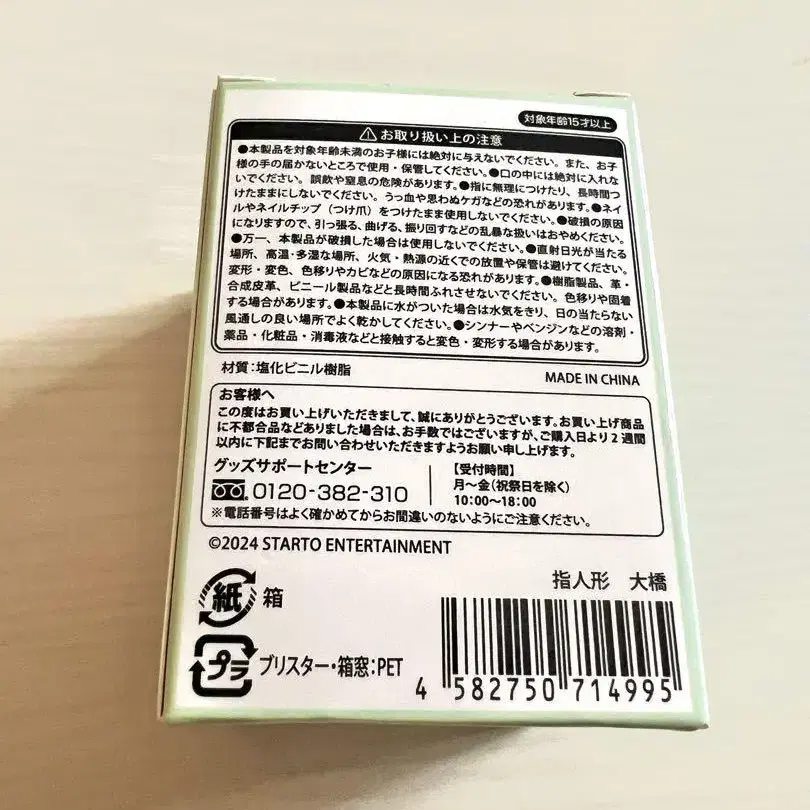 対象年齢15才以上
⚠お取り扱い上の注意
●本製品を対象年齢未満のお子様には絶対に与えないでください。また、お子
様の手の届かないところで使用・保管してください。●口の中には絶対に入れな
いでください。誤飲や窒息の危険があります。●指に無理につけたり、長時間つ
けたままにしないでください。うっ血や思わぬケガなどの恐れがあります。●ネイ
ルやネイルチップ（つけ爪）をつけたまま使用しないでください。●破損の原因
になりますので、引っ張る、曲げる、振り回すなどの乱暴な扱いはおやめください。
●万一、本製品が破損した場合は使用しないでください。●直射日光が当たる
場所、高温・多湿な場所、火気・熱源の近くでの放置や保管は避けてください。
変形・変色、色移りやカビなどの原因になる恐れがあります。●樹脂製品、革・
合成皮革、ビニール製品などと長時間ふれさせないでください。色移りや固着
する場合があります。●本製品に水がついた場合は水気をきり、日の当たらない
風通しの良い場所でよく乾かしてください。●シンナーやベンジンなどの溶剤・
薬品・化粧品・消毒液などと接触すると変色・変形する場合があります。
材質：塩化ビニル樹脂
MADE IN CHINA
お客様へ
この度はお買い上げいただきまして、誠にありがとうございます。お買い上げ商品
に不都合品などありました場合は、お手数ではございますが、ご購入日より2週間
以内に下記までお問い合わせいただきますようお願い申し上げます。
グッズサポートセンター
0120-382-310
【受付時間】
月～金（祝祭日を除く）
10：00～18：00
※電話番号はよく確かめてからお間違いのないようにご注意ください。
©2024 STARTO ENTERTAINMENT
指人形 大橋
紙 箱
プラ ブリスター・箱窓：PET
4 582750 714995